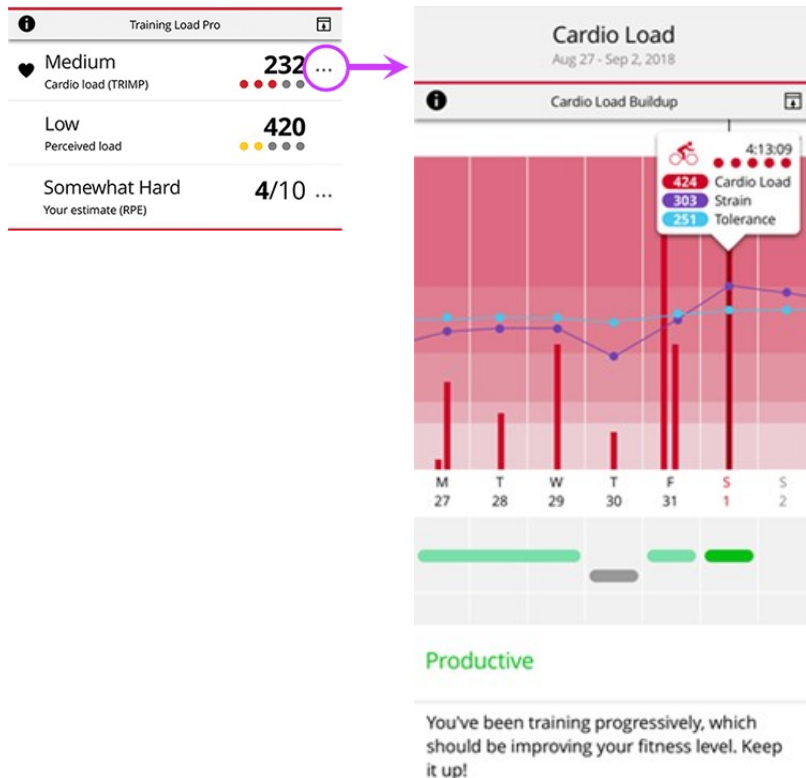 Training Load Pro
Medium
232 ...
Cardio load (TRIMP)
Low
420
Perceived load
Somewhat Hard
4/10 ...
Your estimate (RPE)
Cardio Load
Aug 27 - Sep 2, 2018
Cardio Load Buildup
4:13:09
424 Cardio Load
303 Strain
251 Tolerance
M T W T F S S
27 28 29 30 31 1 2
Productive
You've been training progressively, which
should be improving your fitness level. Keep
it up!